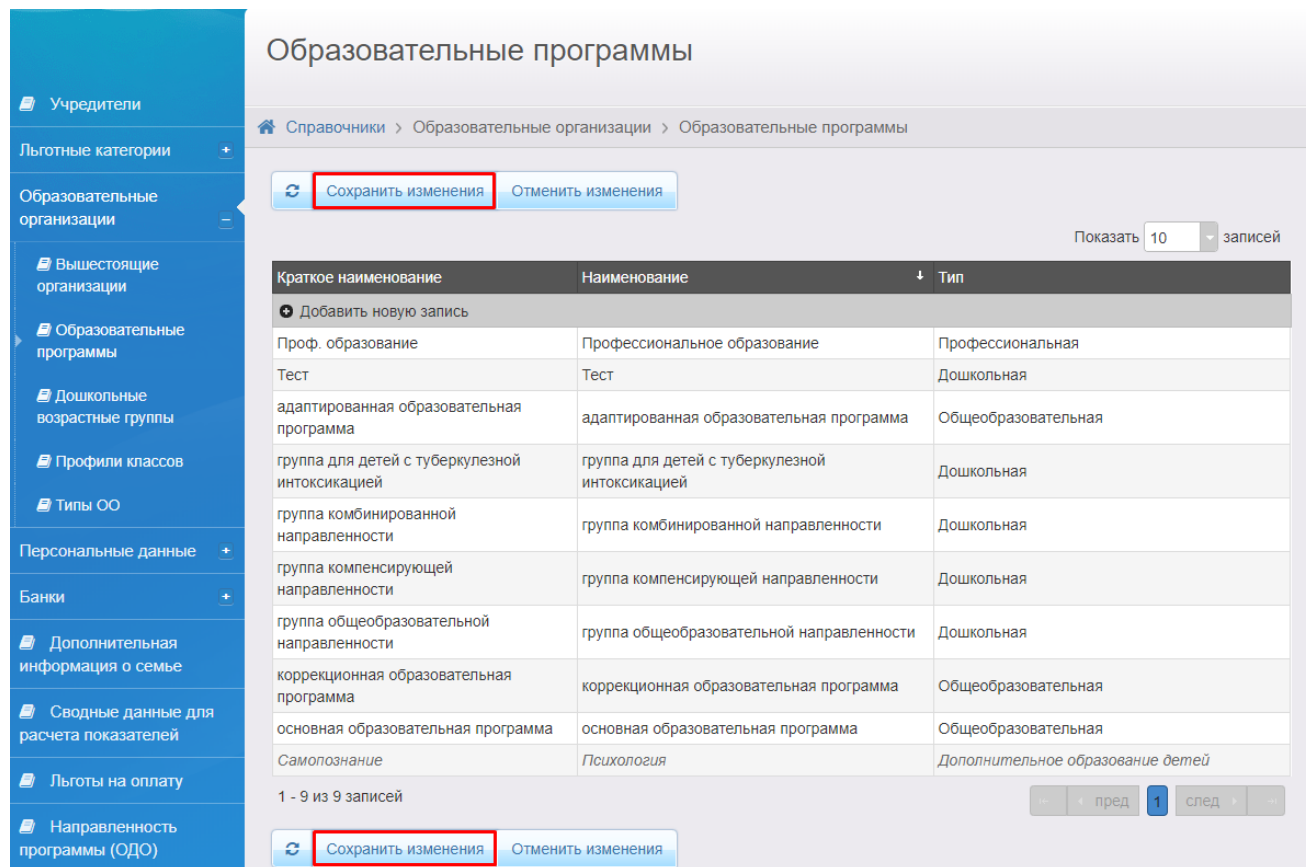 Образовательные программы
Учредители
Льготные категории
Образовательные
организации
Вышестоящие
организации
Образовательные
программы
Дошкольные
возрастные группы
Профили классов
Типы ОО
Персональные данные
Банки
Дополнительная
информация о семье
Сводные данные для
расчета показателей
Льготы на оплату
Направленность
программы (ОДО)
Справочники > Образовательные организации > Образовательные программы
Сохранить изменения Отменить изменения
Показать 10 записей
Краткое наименование Наименование Тип
Добавить новую запись
Проф. образование Профессиональное образование Профессиональная
Тест Тест Дошкольная
адаптированная образовательная
программа
адаптированная образовательная программа Общеобразовательная
группа для детей с туберкулезной
интоксикацией
группа для детей с туберкулезной
интоксикацией
Дошкольная
группа комбинированной
направленности
группа комбинированной направленности Дошкольная
группа компенсирующей
направленности
группа компенсирующей направленности Дошкольная
группа общеобразовательной
направленности
группа общеобразовательной направленности Дошкольная
коррекционная образовательная
программа
коррекционная образовательная программа Общеобразовательная
основная образовательная программа основная образовательная программа Общеобразовательная
Самопознание Психология Дополнительное образование детей
1 - 9 из 9 записей
пред 1 след
Сохранить изменения Отменить изменения